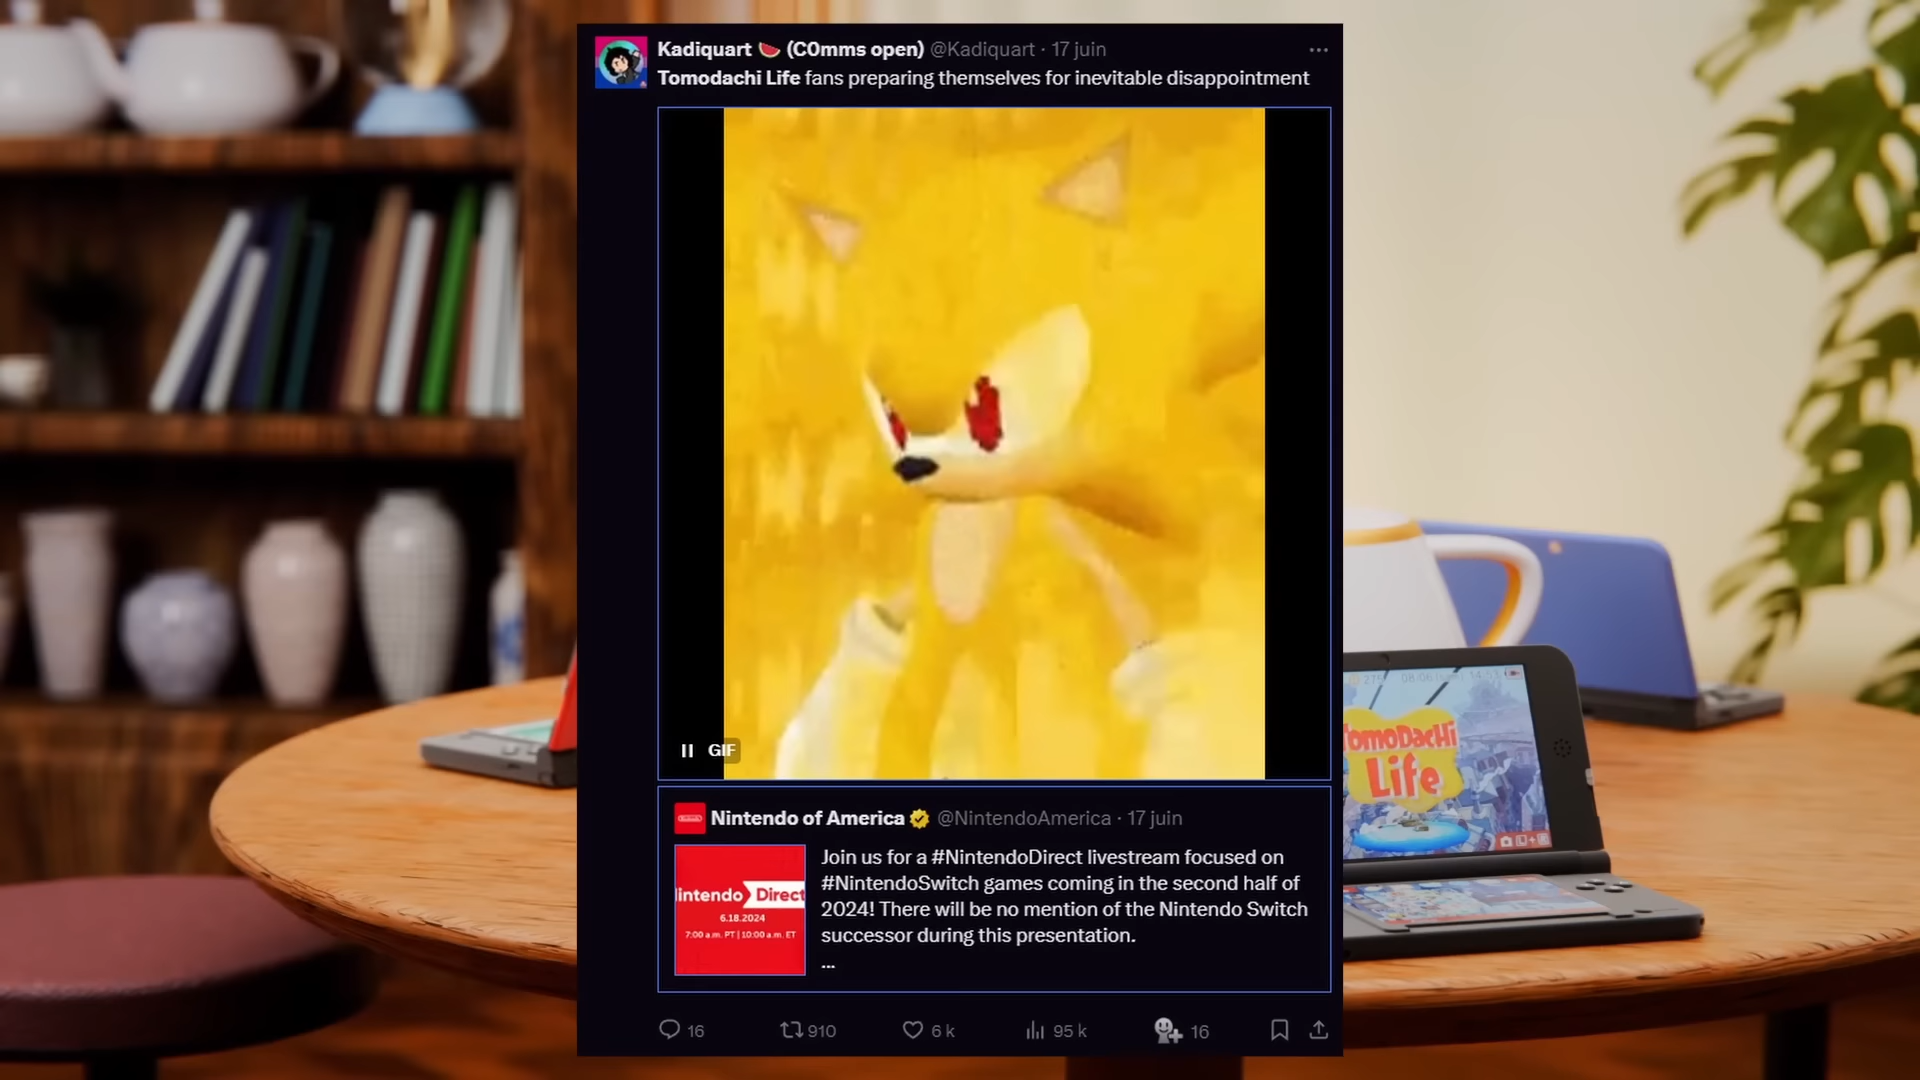 Kadiquart 🍉 (C0mms open) @Kadiquart · 17 juin
Tomodachi Life fans preparing themselves for inevitable disappointment
GIF
Nintendo of America @NintendoAmerica · 17 juin
Join us for a #NintendoDirect livestream focused on
#NintendoSwitch games coming in the second half of
2024! There will be no mention of the Nintendo Switch
successor during this presentation.
...
intendo Direct
6.18.2024
7:00 a.m. PT | 10:00 a.m. ET
16
910
6 k
95 k
16
TomoDacHi
Life